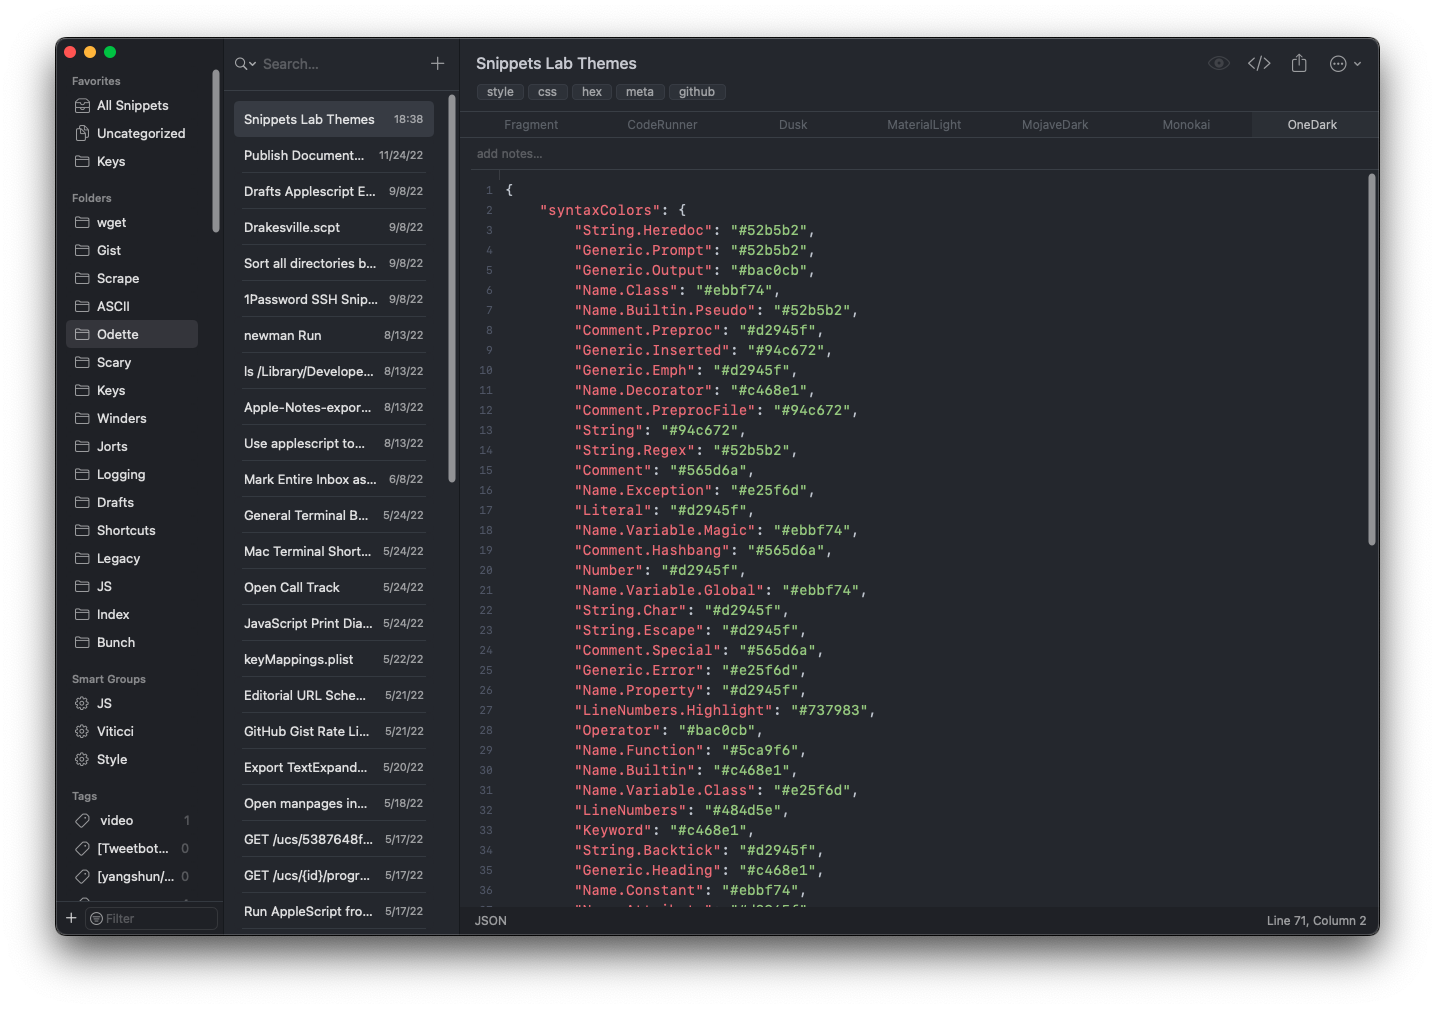 Favorites
All Snippets
Uncategorized
Keys
Folders
wget
Gist
Scrape
ASCII
Odette
Scary
Keys
Winders
Jorts
Logging
Drafts
Shortcuts
Legacy
JS
Index
Bunch
Smart Groups
JS
Viticci
Style
Tags
video 1
[Tweetbot... 0
[yangshun/... 0
+ Filter
Search...
Snippets Lab Themes 18:38
Publish Document... 11/24/22
Drafts Applescript E... 9/8/22
Drakesville.scpt 9/8/22
Sort all directories b... 9/8/22
1Password SSH Snip... 9/8/22
newman Run 8/13/22
ls /Library/Develope... 8/13/22
Apple-Notes-expor... 8/13/22
Use applescript to... 8/13/22
Mark Entire Inbox as... 6/8/22
General Terminal B... 5/24/22
Mac Terminal Short... 5/24/22
Open Call Track 5/24/22
JavaScript Print Dia... 5/24/22
keyMappings.plist 5/22/22
Editorial URL Sche... 5/21/22
GitHub Gist Rate Li... 5/21/22
Export TextExpand... 5/20/22
Open manpages in... 5/18/22
GET /ucs/5387648f... 5/17/22
GET /ucs/{id}/progr... 5/17/22
Run AppleScript fro... 5/17/22
Snippets Lab Themes
style css hex meta github
Fragment CodeRunner Dusk MaterialLight MojaveDark Monokai OneDark
add notes...
1 {
2 "syntaxColors": {
3 "String.Heredoc": "#52b5b2",
4 "Generic.Prompt": "#52b5b2",
5 "Generic.Output": "#bac0cb",
6 "Name.Class": "#ebbf74",
7 "Name.Builtin.Pseudo": "#52b5b2",
8 "Comment.Preproc": "#d2945f",
9 "Generic.Inserted": "#94c672",
10 "Generic.Emph": "#d2945f",
11 "Name.Decorator": "#c468e1",
12 "Comment.PreprocFile": "#94c672",
13 "String": "#94c672",
14 "String.Regex": "#52b5b2",
15 "Comment": "#565d6a",
16 "Name.Exception": "#e25f6d",
17 "Literal": "#d2945f",
18 "Name.Variable.Magic": "#ebbf74",
19 "Comment.Hashbang": "#565d6a",
20 "Number": "#d2945f",
21 "Name.Variable.Global": "#ebbf74",
22 "String.Char": "#d2945f",
23 "String.Escape": "#d2945f",
24 "Comment.Special": "#565d6a",
25 "Generic.Error": "#e25f6d",
26 "Name.Property": "#d2945f",
27 "LineNumbers.Highlight": "#737983",
28 "Operator": "#bac0cb",
29 "Name.Function": "#5ca9f6",
30 "Name.Builtin": "#c468e1",
31 "Name.Variable.Class": "#e25f6d",
32 "LineNumbers": "#484d5e",
33 "Keyword": "#c468e1",
34 "String.Backtick": "#d2945f",
35 "Generic.Heading": "#c468e1",
36 "Name.Constant": "#ebbf74",
JSON Line 71, Column 2